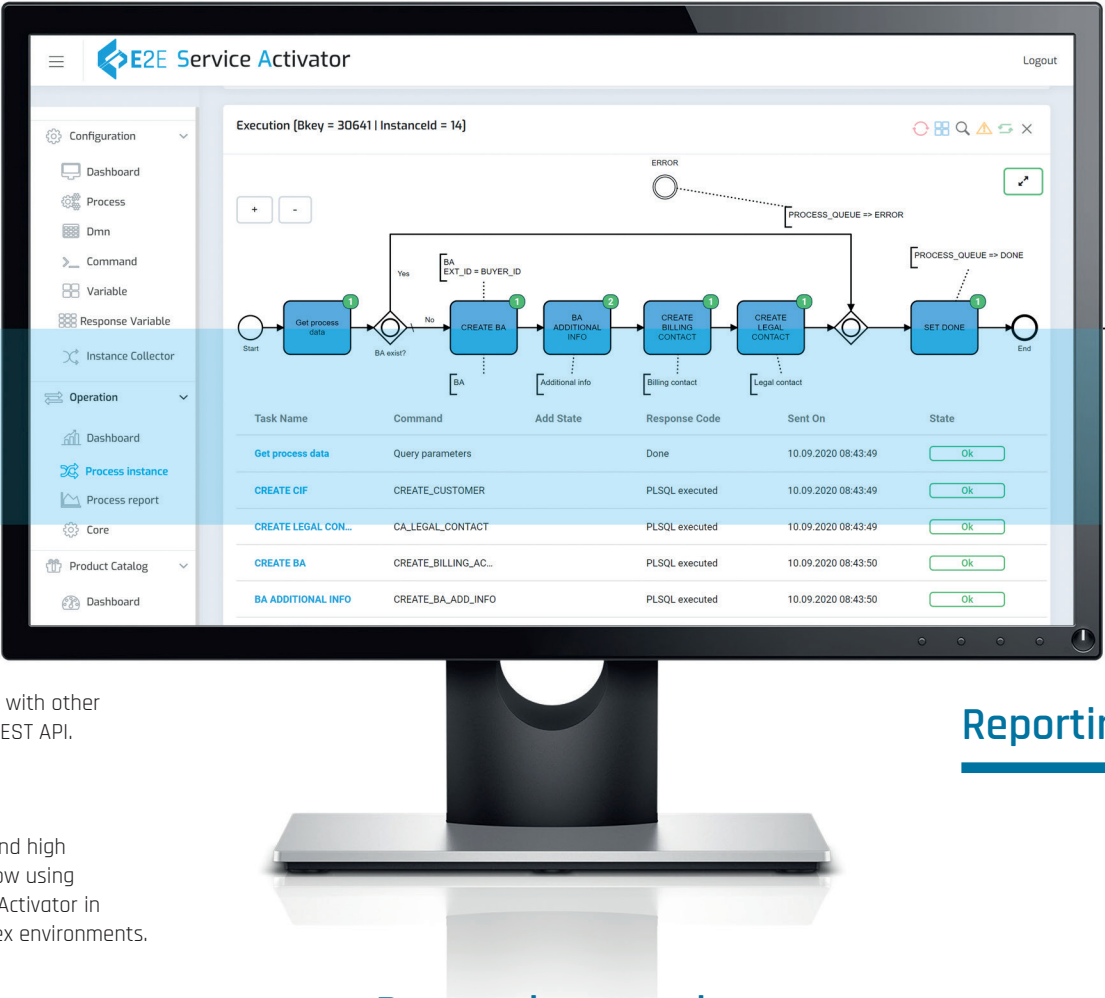 E2E Service Activator
Logout
Configuration
Dashboard
Process
Dmn
Command
Variable
Response Variable
Instance Collector
Operation
Dashboard
Process instance
Process report
Core
Product Catalog
Dashboard
Execution [Bkey = 30641 | InstanceId = 14]
+ -
ERROR
PROCESS_QUEUE => ERROR
PROCESS_QUEUE => DONE
Yes
BA
EXT_ID = BUYER_ID
Start
Get process
data
1
BA exist?
No
CREATE BA
1
BA
ADDITIONAL
INFO
2
CREATE
BILLING
CONTACT
1
CREATE
LEGAL
CONTACT
1
SET DONE
1
End
BA
Additional info
Billing contact
Legal contact
Task Name Command Add State Response Code Sent On State
Get process data Query parameters Done 10.09.2020 08:43:49 Ok
CREATE CIF CREATE_CUSTOMER PLSQL executed 10.09.2020 08:43:49 Ok
CREATE LEGAL CON... CA_LEGAL_CONTACT PLSQL executed 10.09.2020 08:43:49 Ok
CREATE BA CREATE_BILLING_AC... PLSQL executed 10.09.2020 08:43:50 Ok
BA ADDITIONAL INFO CREATE_BA_ADD_INFO PLSQL executed 10.09.2020 08:43:50 Ok
with other
EST API.
Reportin
nd high
ow using
Activator in
ex environments.